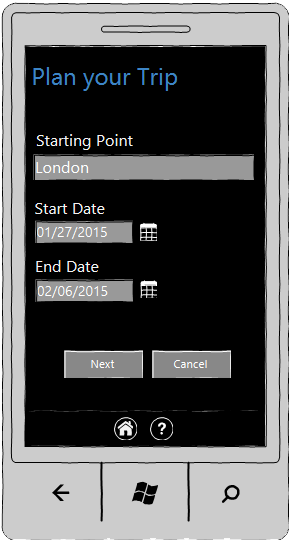 Plan your Trip
Starting Point
London
Start Date
01/27/2015
End Date
02/06/2015
Next Cancel
?